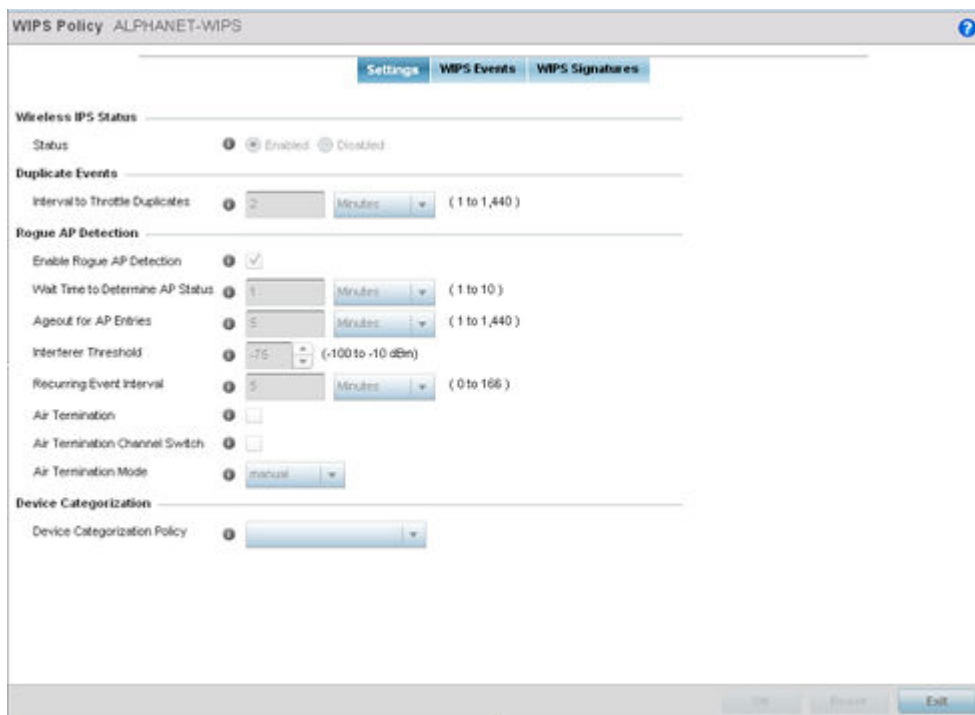 WIPS Policy ALPHANET-WIPS ?
Settings WIPS Events WIPS Signatures
Wireless IPS Status
Status Enabled Disabled
Duplicate Events
Interval to Throttle Duplicates 2 Minutes ( 1 to 1,440 )
Rogue AP Detection
Enable Rogue AP Detection
Wait Time to Determine AP Status 1 Minutes ( 1 to 10 )
Ageout for AP Entries 5 Minutes ( 1 to 1,440 )
Interferer Threshold -75 (-100 to -10 dBm)
Recurring Event Interval 5 Minutes ( 0 to 166 )
Air Termination
Air Termination Channel Switch
Air Termination Mode manual
Device Categorization
Device Categorization Policy
OK Reset Exit